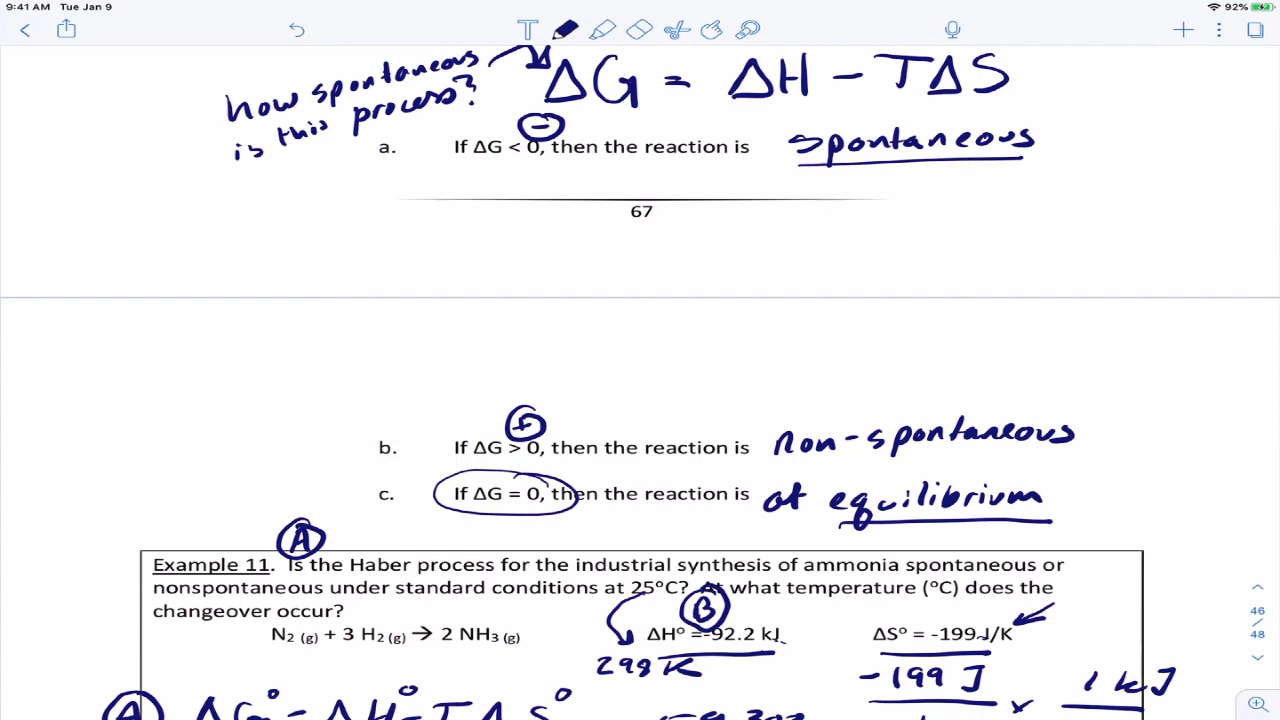 9:41 AM Tue Jan 9
92%
T
how spontaneous
is this process?
ΔG = ΔH - TΔS
−
a. If ΔG < 0, then the reaction is spontaneous
67
+
b. If ΔG > 0, then the reaction is non-spontaneous
c. If ΔG = 0, then the reaction is at equilibrium
A
Example 11. Is the Haber process for the industrial synthesis of ammonia spontaneous or
nonspontaneous under standard conditions at 25°C? At what temperature (°C) does the
changeover occur?
B
N2 (g) + 3 H2 (g) → 2 NH3 (g) ΔH° = -92.2 kJ ΔS° = -199 J/K
298 K
-199 J × 1 kJ
A ΔG° = ΔH° - TΔS°
46
/
48